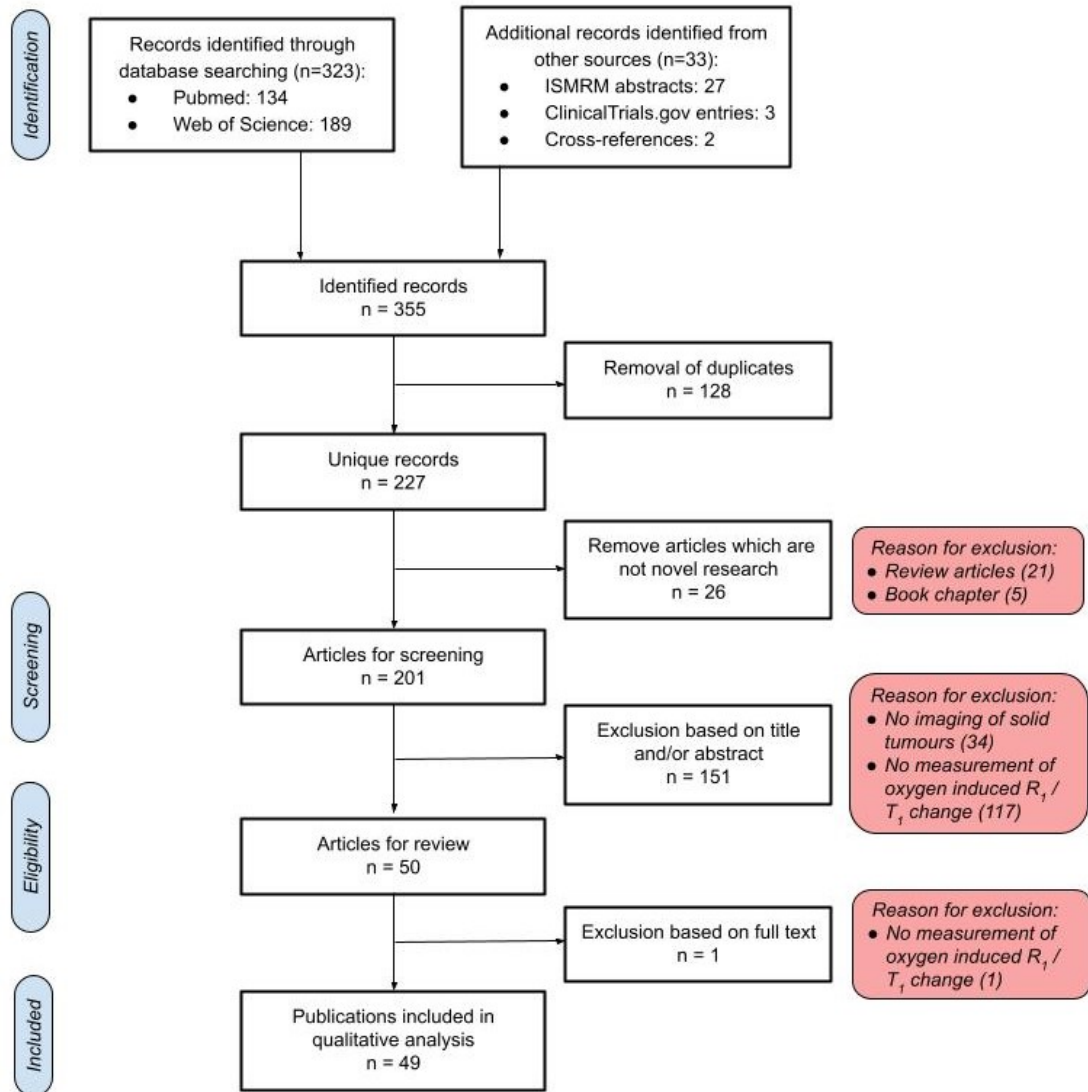 Identification
Records identified through
database searching (n=323):
● Pubmed: 134
● Web of Science: 189
Additional records identified from
other sources (n=33):
● ISMRM abstracts: 27
● ClinicalTrials.gov entries: 3
● Cross-references: 2
Identified records
n = 355
Removal of duplicates
n = 128
Unique records
n = 227
Remove articles which are
not novel research
n = 26
Reason for exclusion:
● Review articles (21)
● Book chapter (5)
Screening
Articles for screening
n = 201
Exclusion based on title
and/or abstract
n = 151
Reason for exclusion:
● No imaging of solid
tumours (34)
● No measurement of
oxygen induced R1 /
T1 change (117)
Eligibility
Articles for review
n = 50
Exclusion based on full text
n = 1
Reason for exclusion:
● No measurement of
oxygen induced R1 /
T1 change (1)
Included
Publications included in
qualitative analysis
n = 49